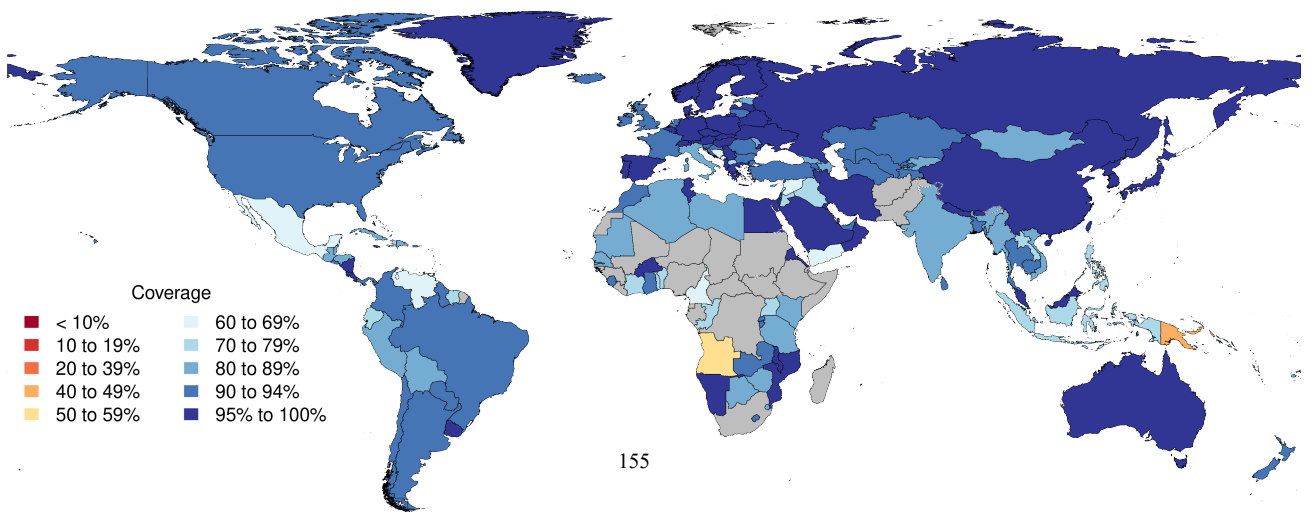 Coverage
< 10%
10 to 19%
20 to 39%
40 to 49%
50 to 59%
60 to 69%
70 to 79%
80 to 89%
90 to 94%
95% to 100%
155